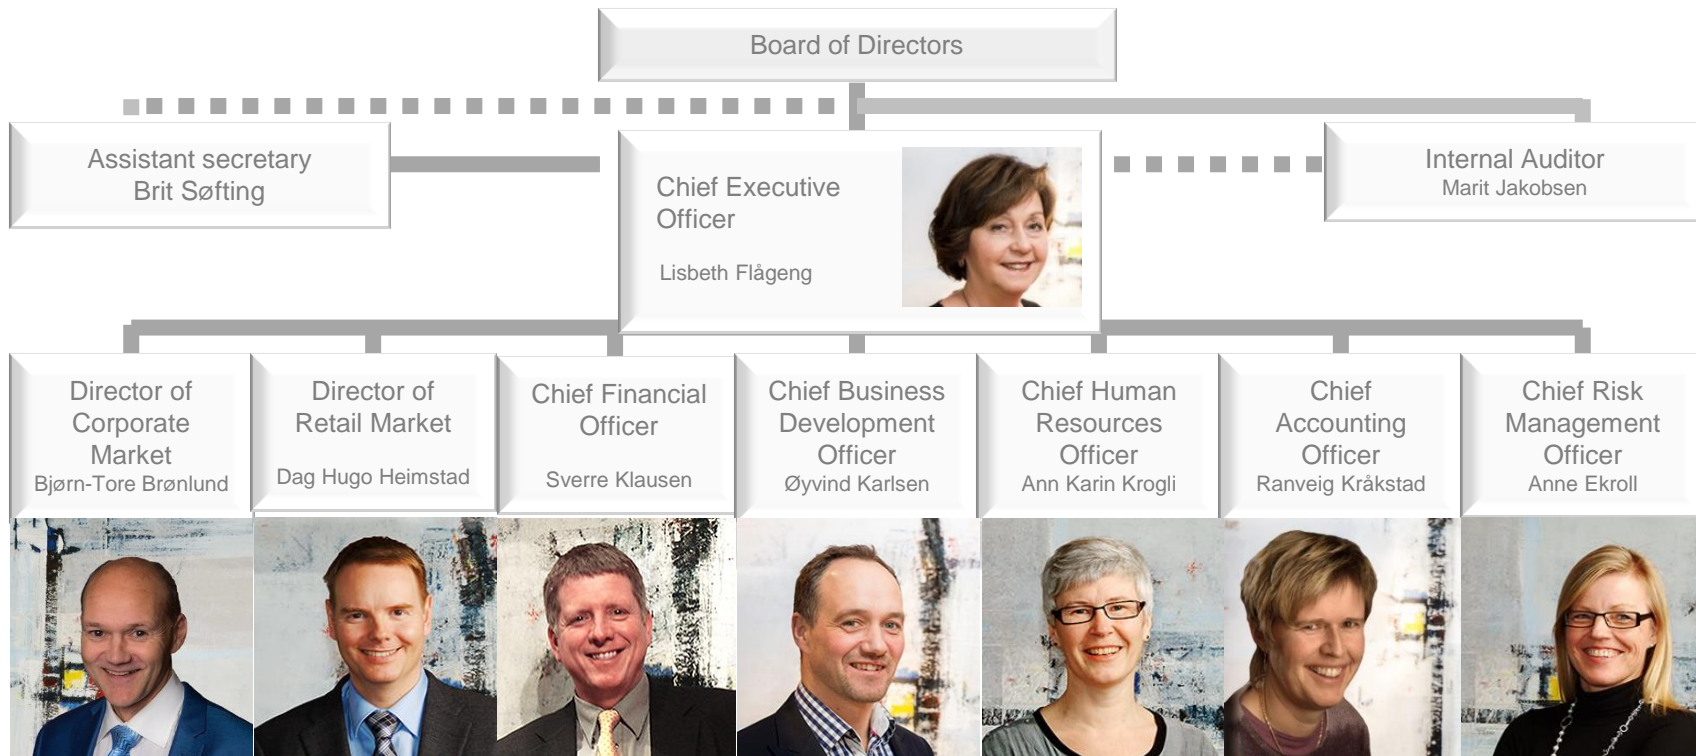 Board of Directors
Assistant secretary
Brit Søfting
Chief Executive
Officer
Lisbeth Flågeng
Internal Auditor
Marit Jakobsen
Director of
Corporate
Market
Bjørn-Tore Brønlund
Director of
Retail Market
Dag Hugo Heimstad
Chief Financial
Officer
Sverre Klausen
Chief Business
Development
Officer
Øyvind Karlsen
Chief Human
Resources
Officer
Ann Karin Krogli
Chief
Accounting
Officer
Ranveig Kråkstad
Chief Risk
Management
Officer
Anne Ekroll